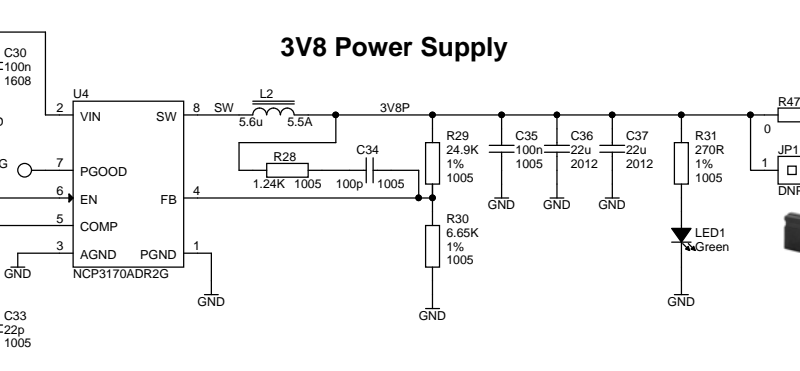 3V8 Power Supply
C30
100n
1608
U4
2
VIN
SW
8
SW
L2
5.6u
5.5A
3V8P
R47
0
7
PGOOD
G
6
EN
FB
4
5
COMP
3
AGND
PGND
1
GND
NCP3170ADR2G
GND
R28
1.24K
1005
C34
100p
1005
R29
24.9K
1%
1005
R30
6.65K
1%
1005
GND
C35
100n
1005
GND
C36
22u
2012
GND
C37
22u
2012
GND
R31
270R
1%
1005
LED1
Green
GND
JP1
1
DNP
C33
22p
1005